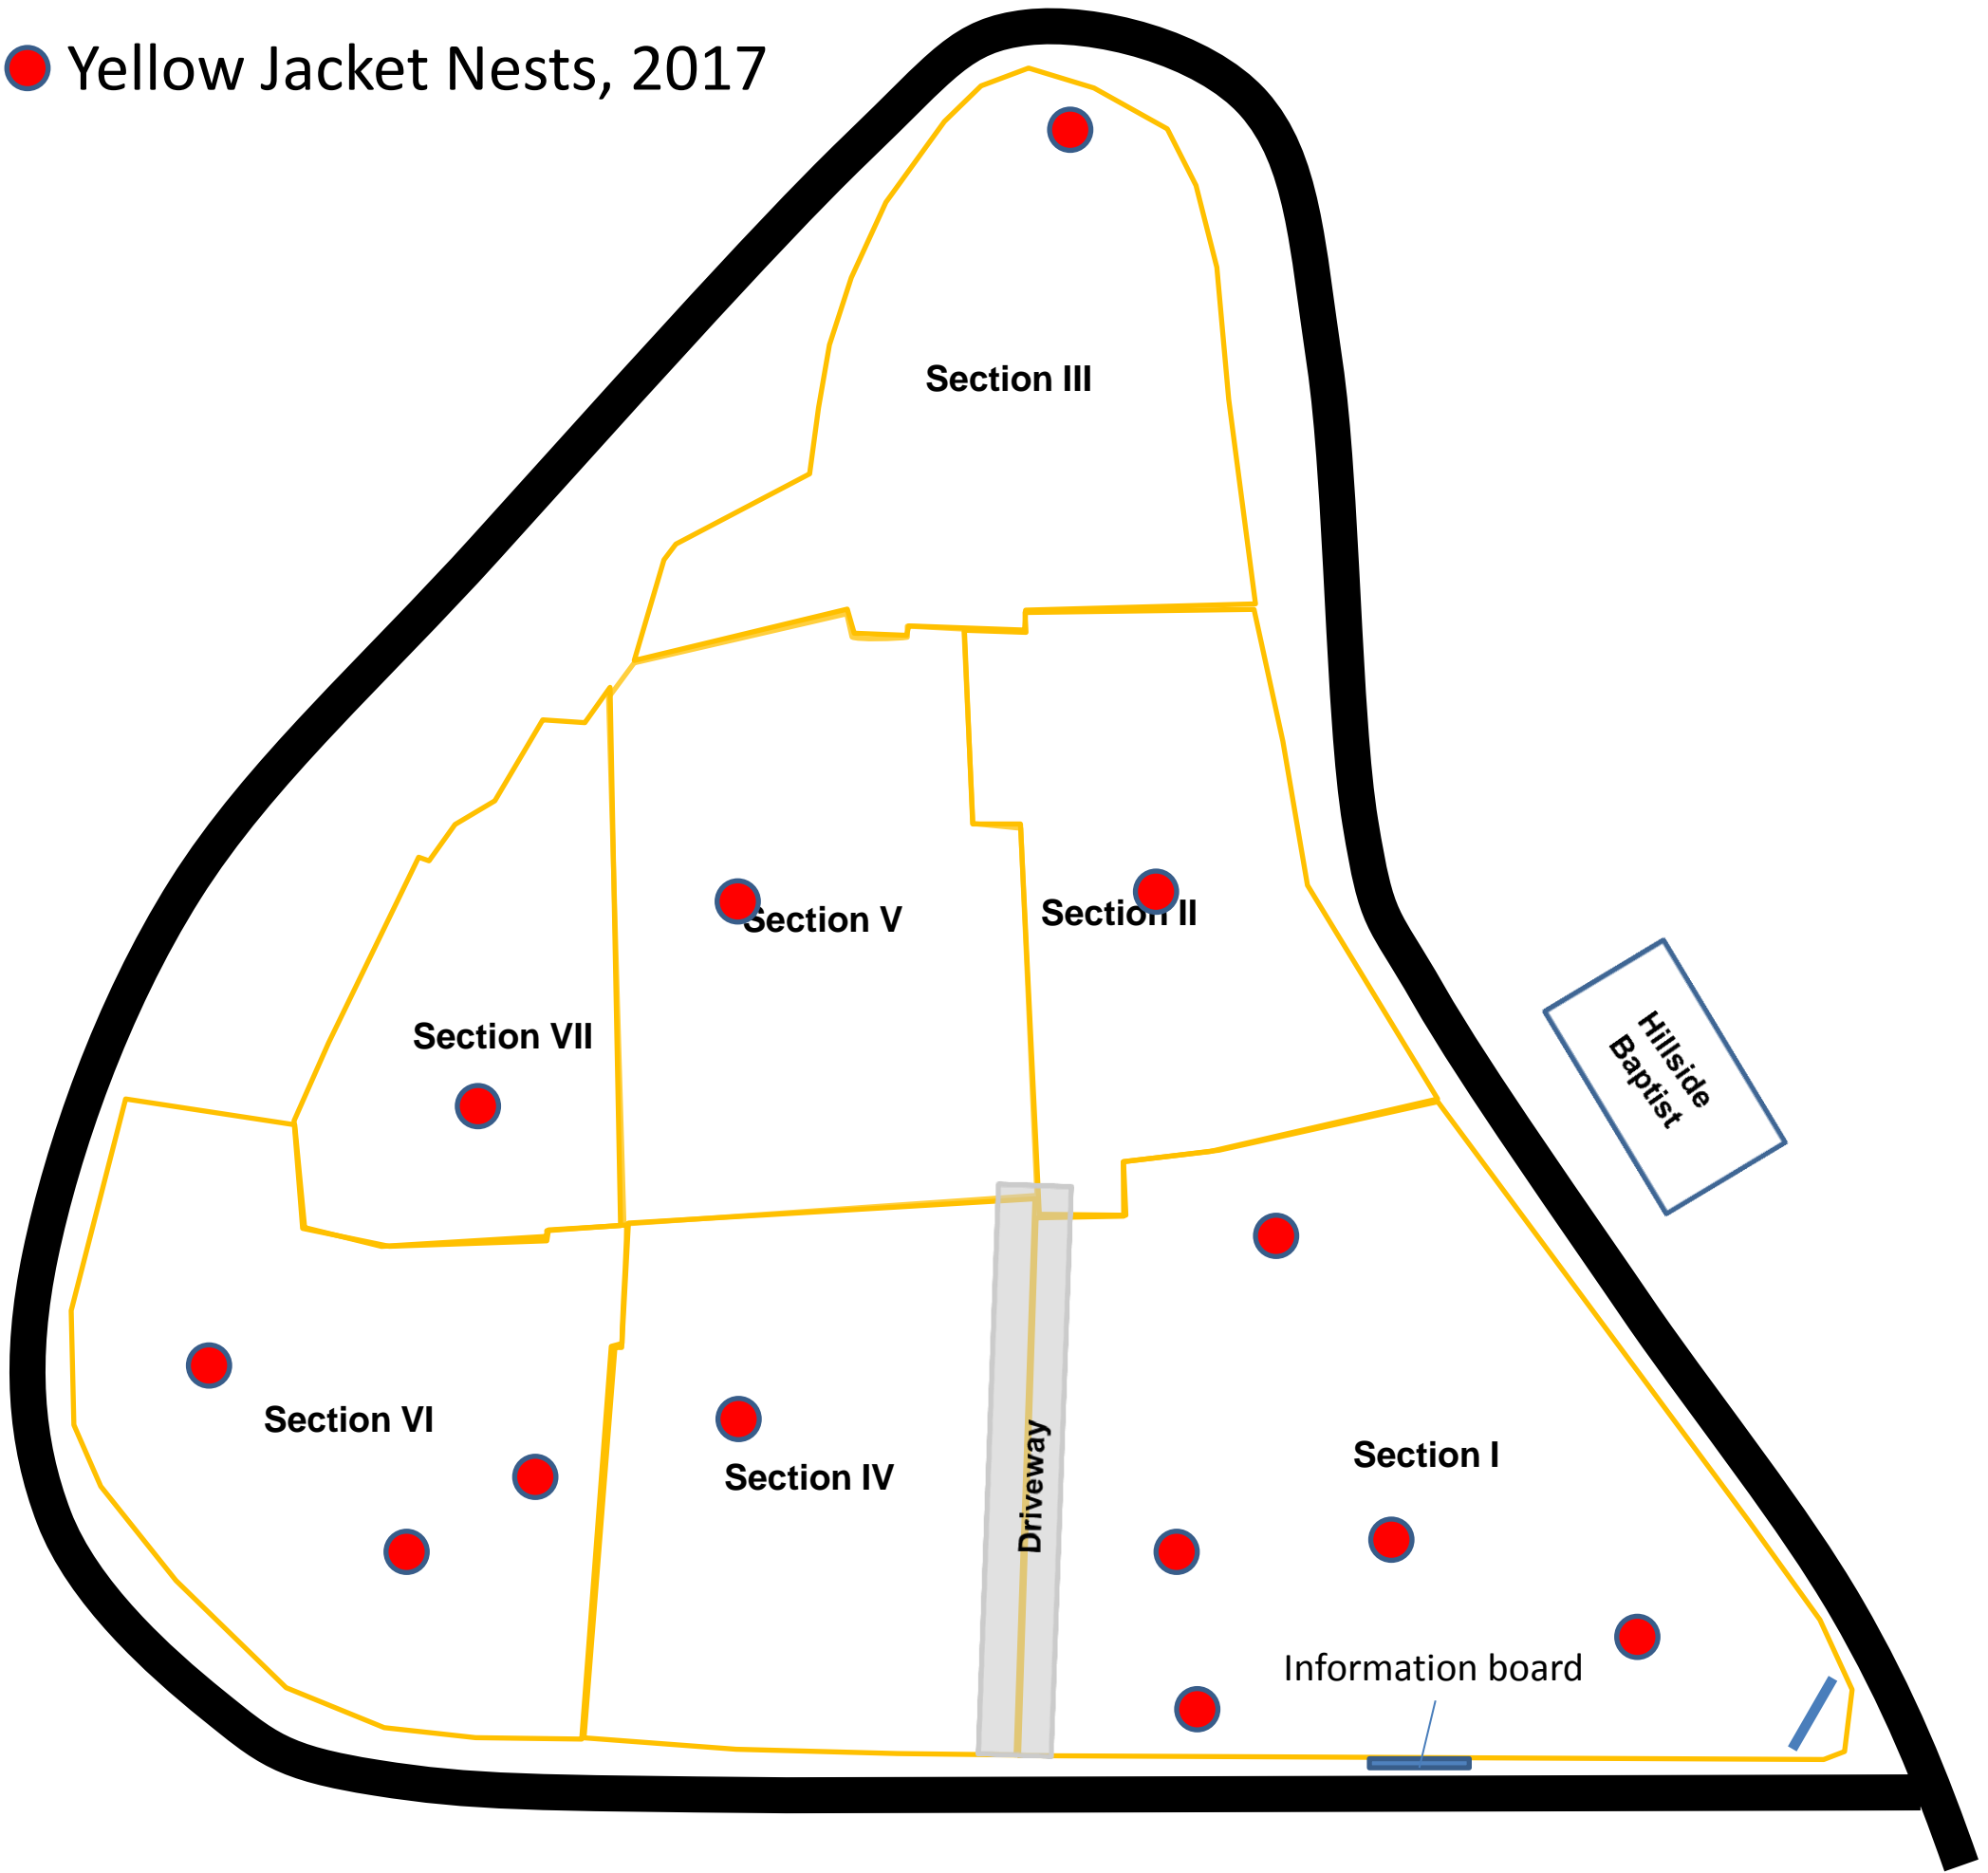 Yellow Jacket Nests, 2017
Section III
Section V
Section II
Section VII
Hillside
Baptist
Section VI
Section IV
Driveway
Section I
Information board